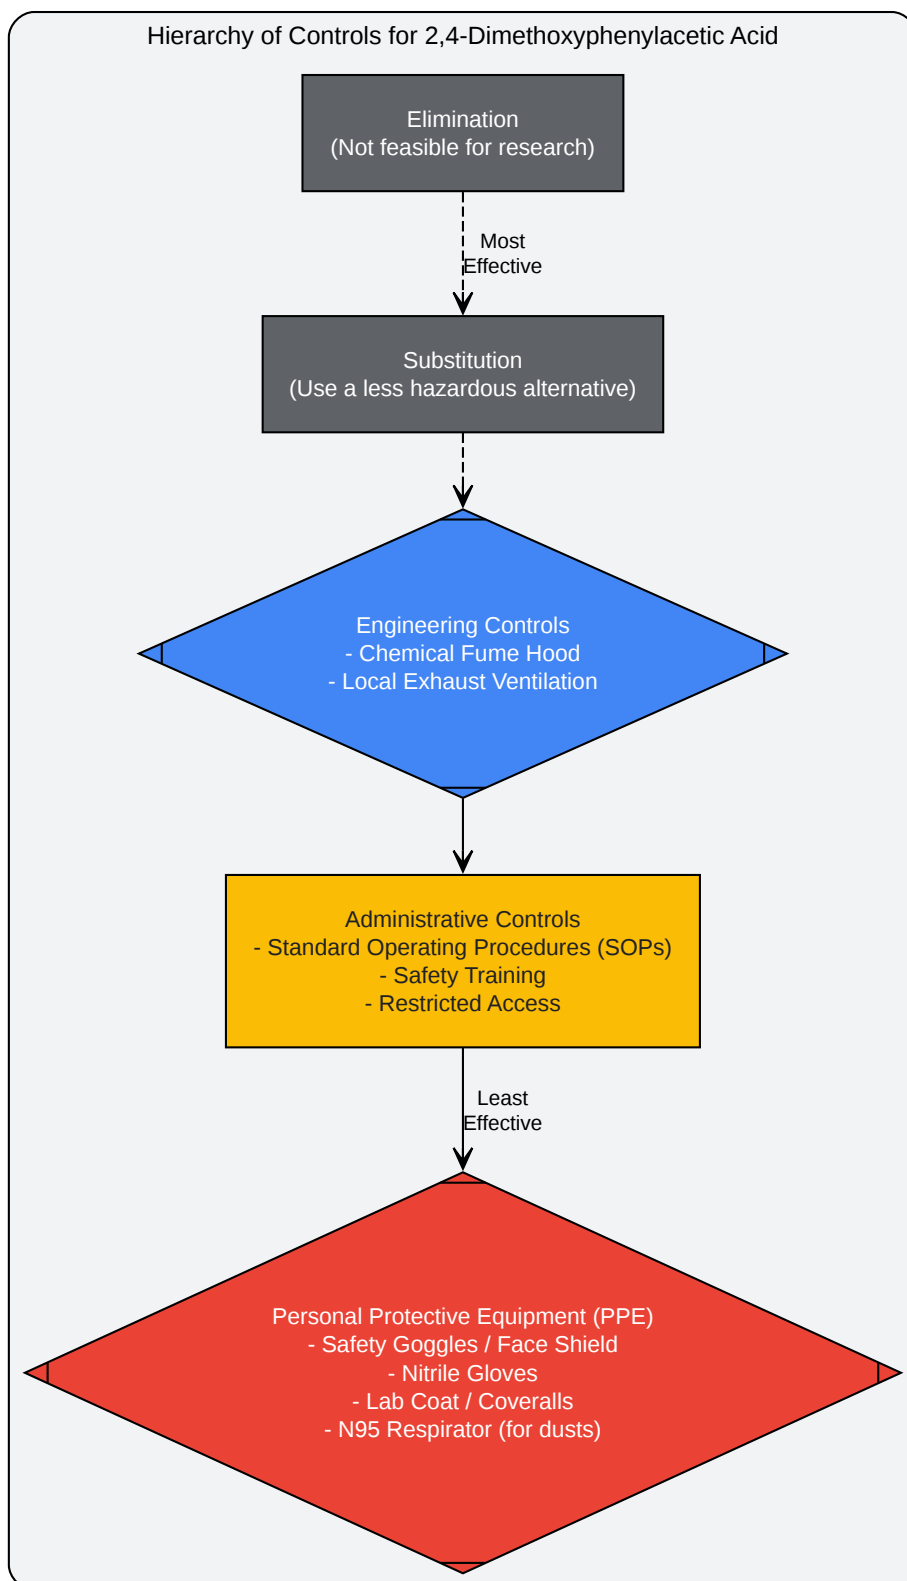 Hierarchy of Controls for 2,4-Dimethoxyphenylacetic Acid
Elimination
(Not feasible for research)
Most
Effective
Substitution
(Use a less hazardous alternative)
Engineering Controls
- Chemical Fume Hood
- Local Exhaust Ventilation
Administrative Controls
- Standard Operating Procedures (SOPs)
- Safety Training
- Restricted Access
Least
Effective
Personal Protective Equipment (PPE)
- Safety Goggles / Face Shield
- Nitrile Gloves
- Lab Coat / Coveralls
- N95 Respirator (for dusts)